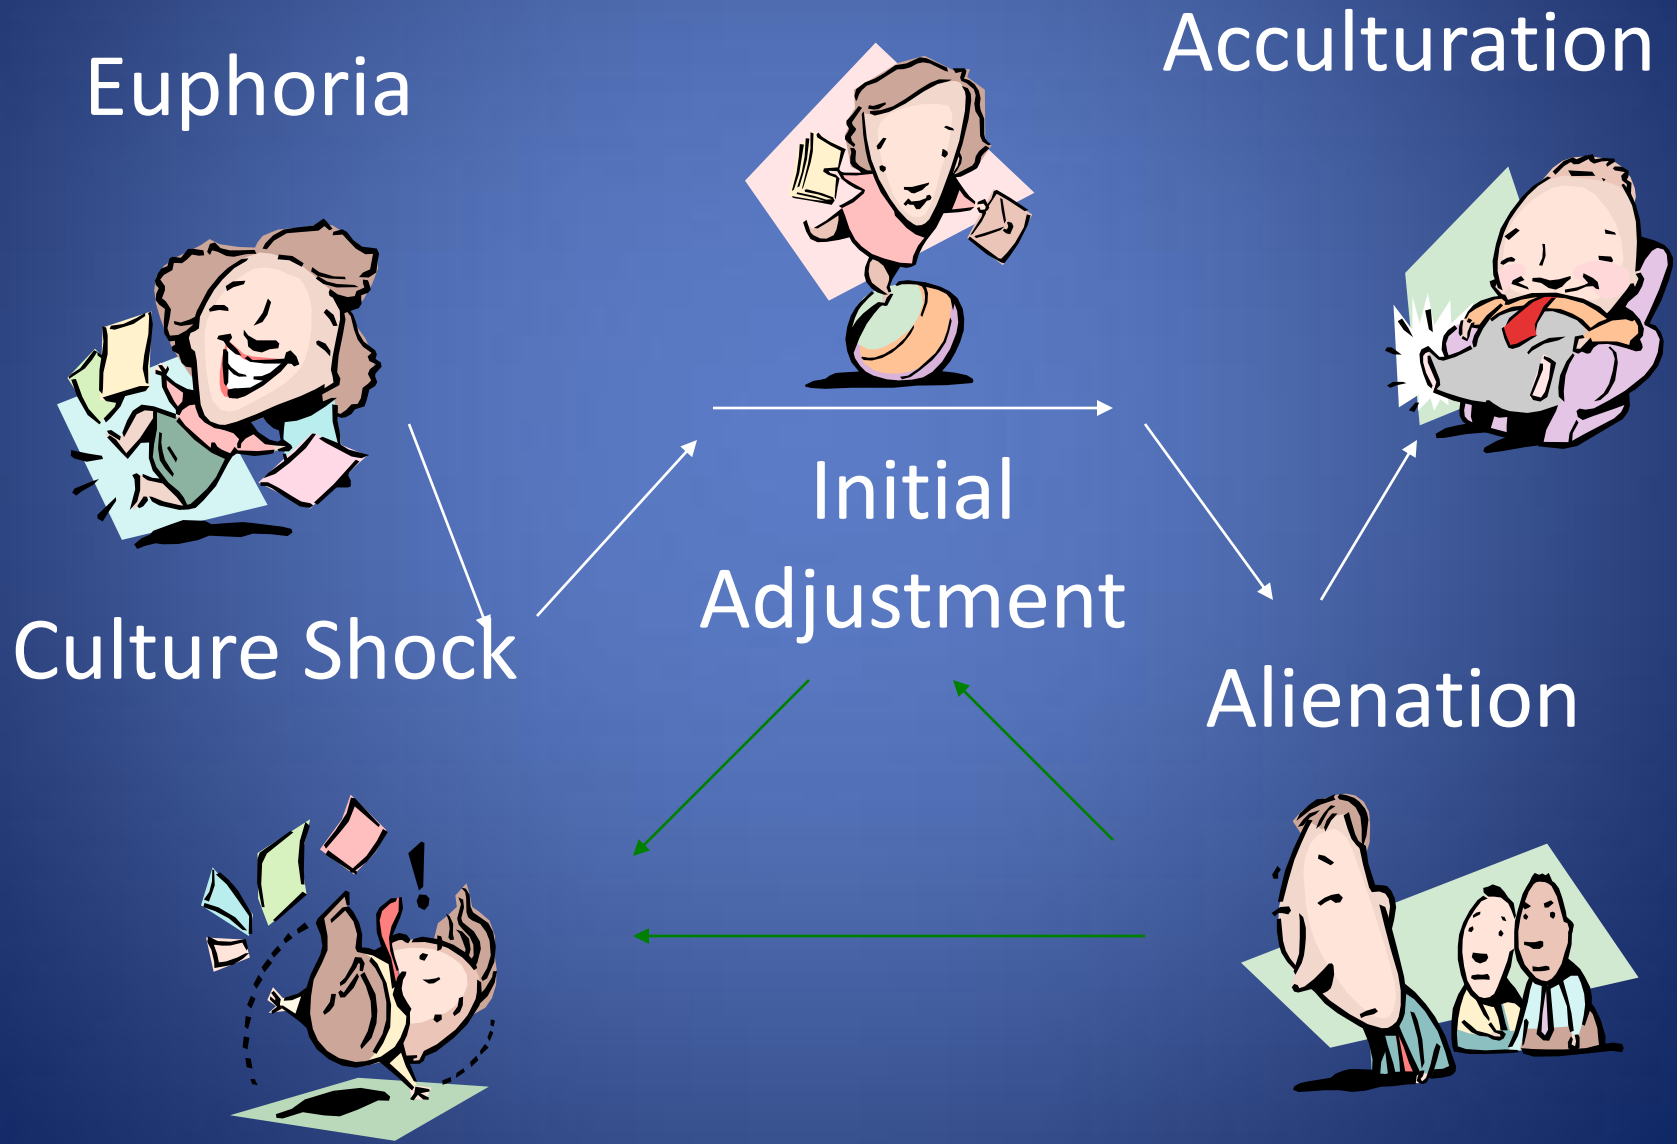 Euphoria
Acculturation
Initial
Adjustment
Culture Shock
Alienation